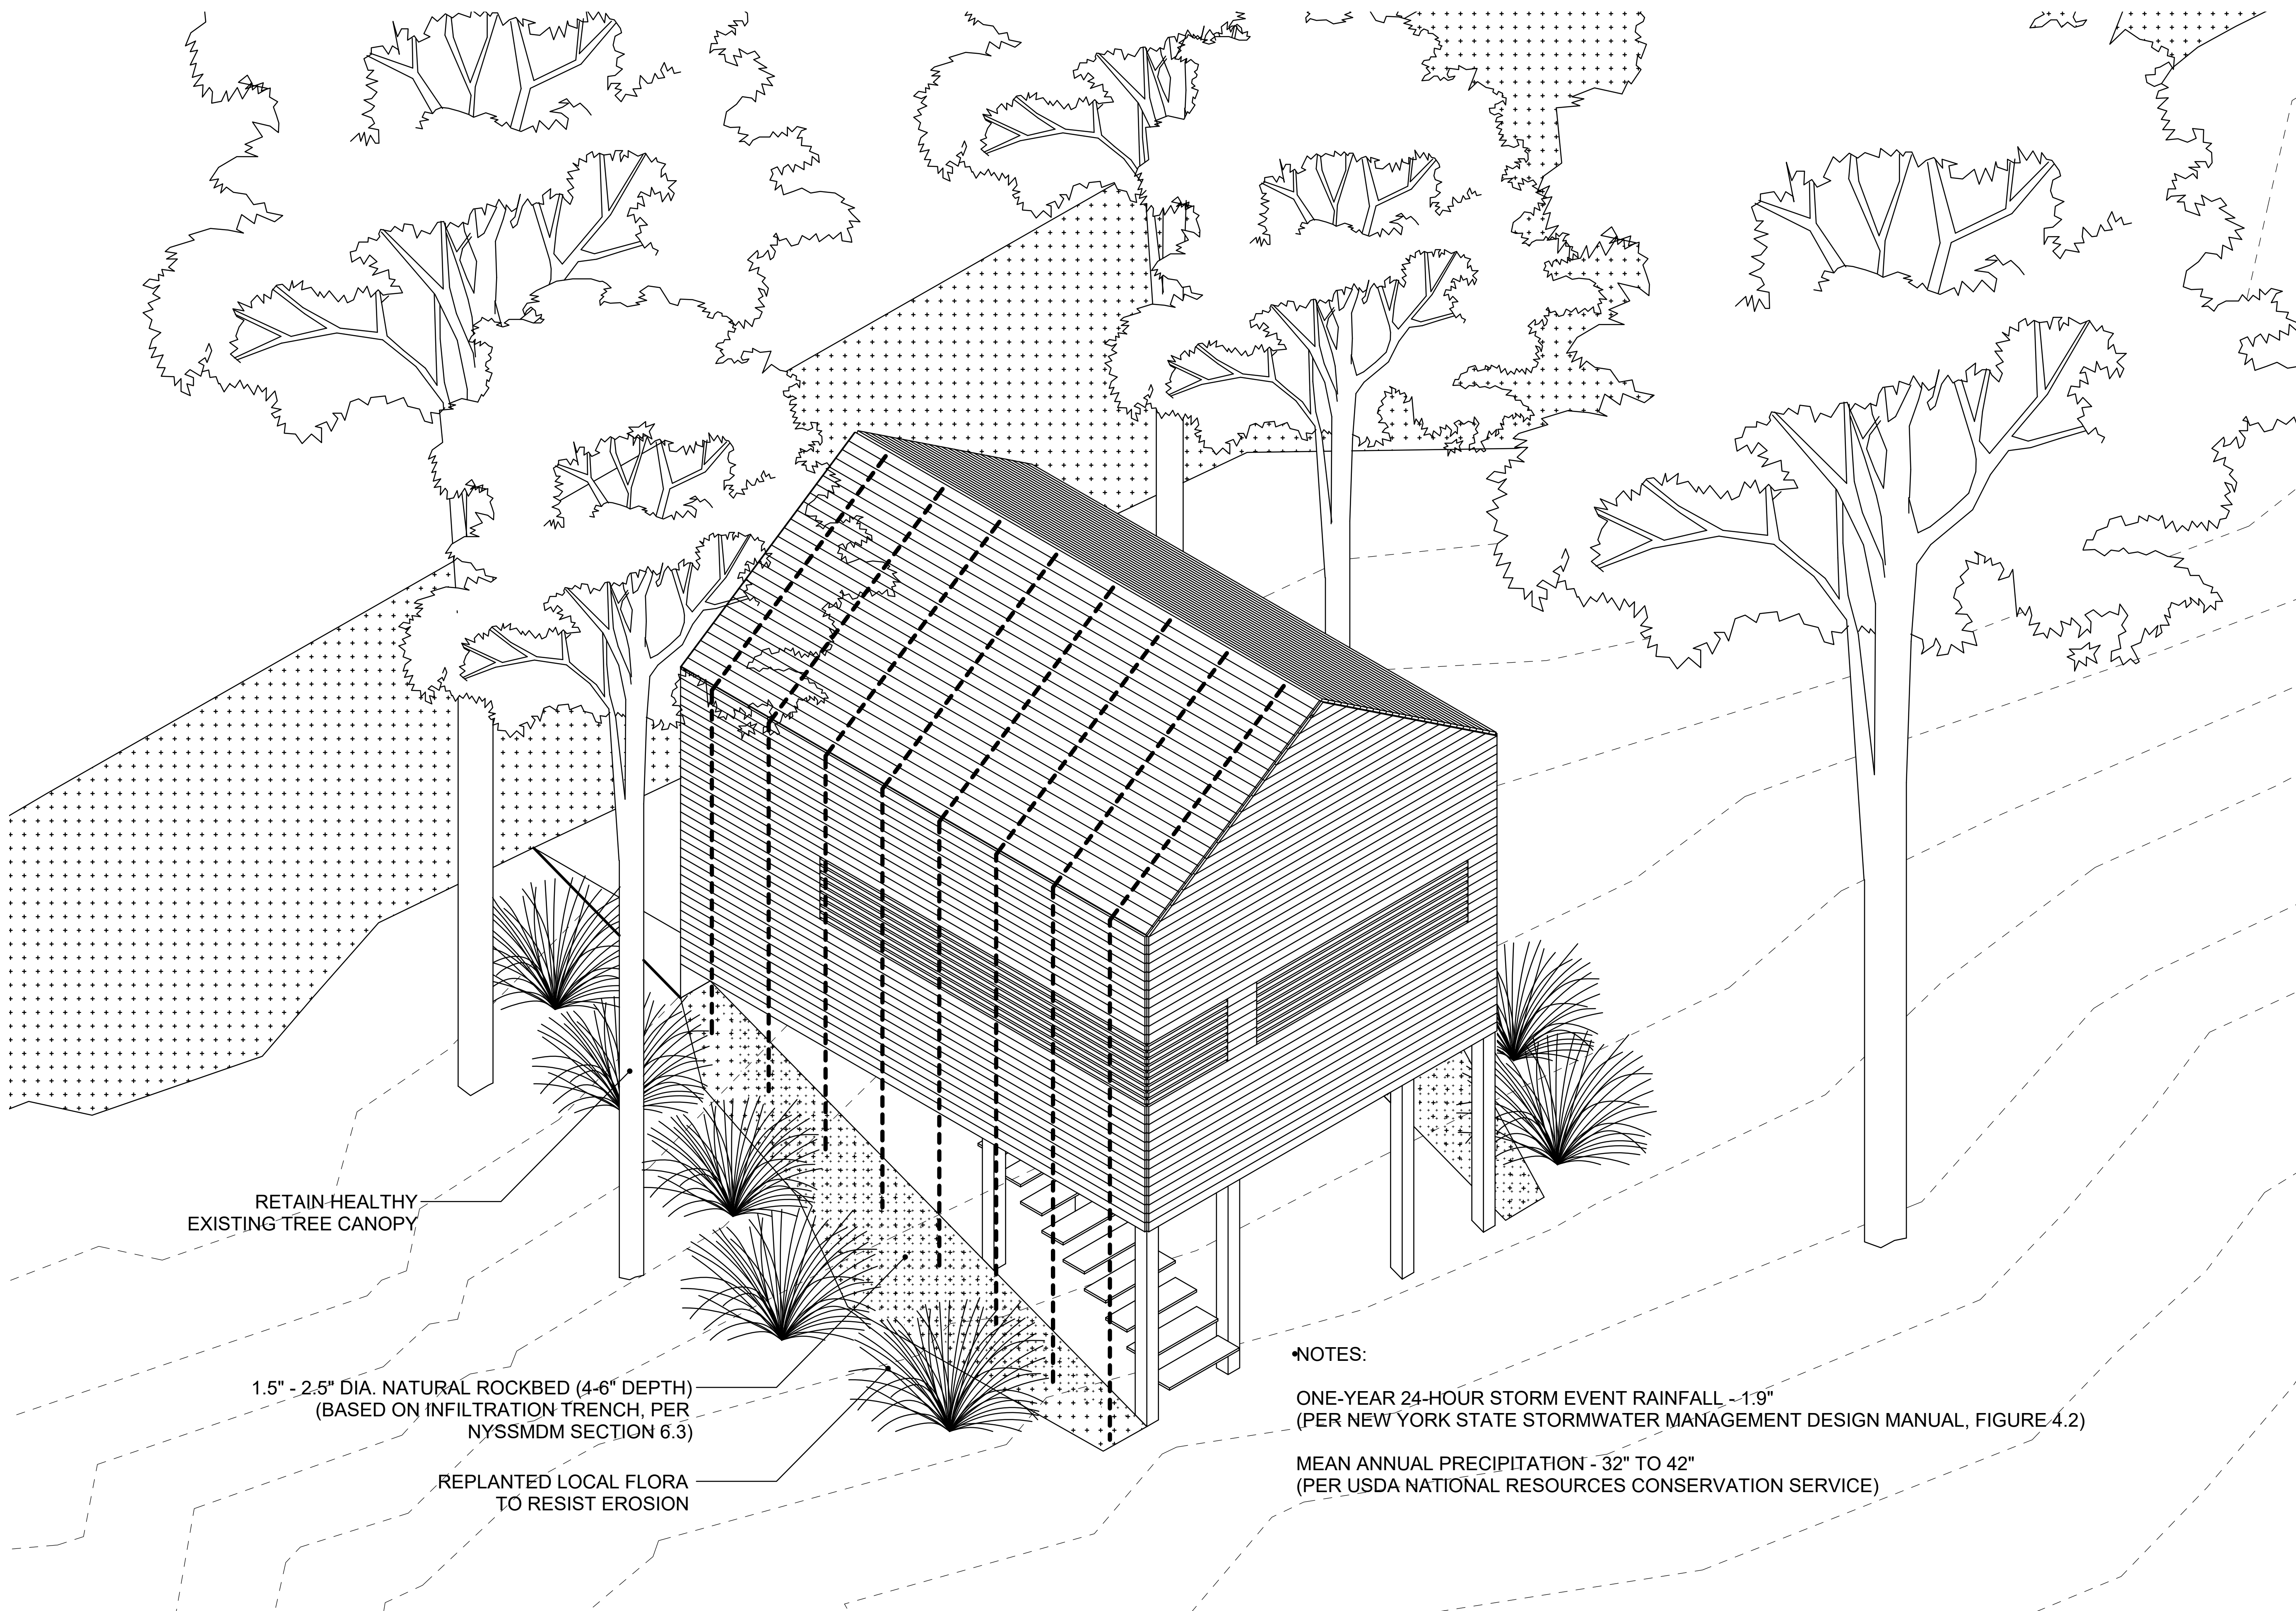 RETAIN HEALTHY
EXISTING TREE CANOPY
1.5" - 2.5" DIA. NATURAL ROCKBED (4-6" DEPTH)
(BASED ON INFILTRATION TRENCH, PER
NYSSMDM SECTION 6.3)
REPLANTED LOCAL FLORA
TO RESIST EROSION
•NOTES:
ONE-YEAR 24-HOUR STORM EVENT RAINFALL - 1.9"
(PER NEW YORK STATE STORMWATER MANAGEMENT DESIGN MANUAL, FIGURE 4.2)
MEAN ANNUAL PRECIPITATION - 32" TO 42"
(PER USDA NATIONAL RESOURCES CONSERVATION SERVICE)